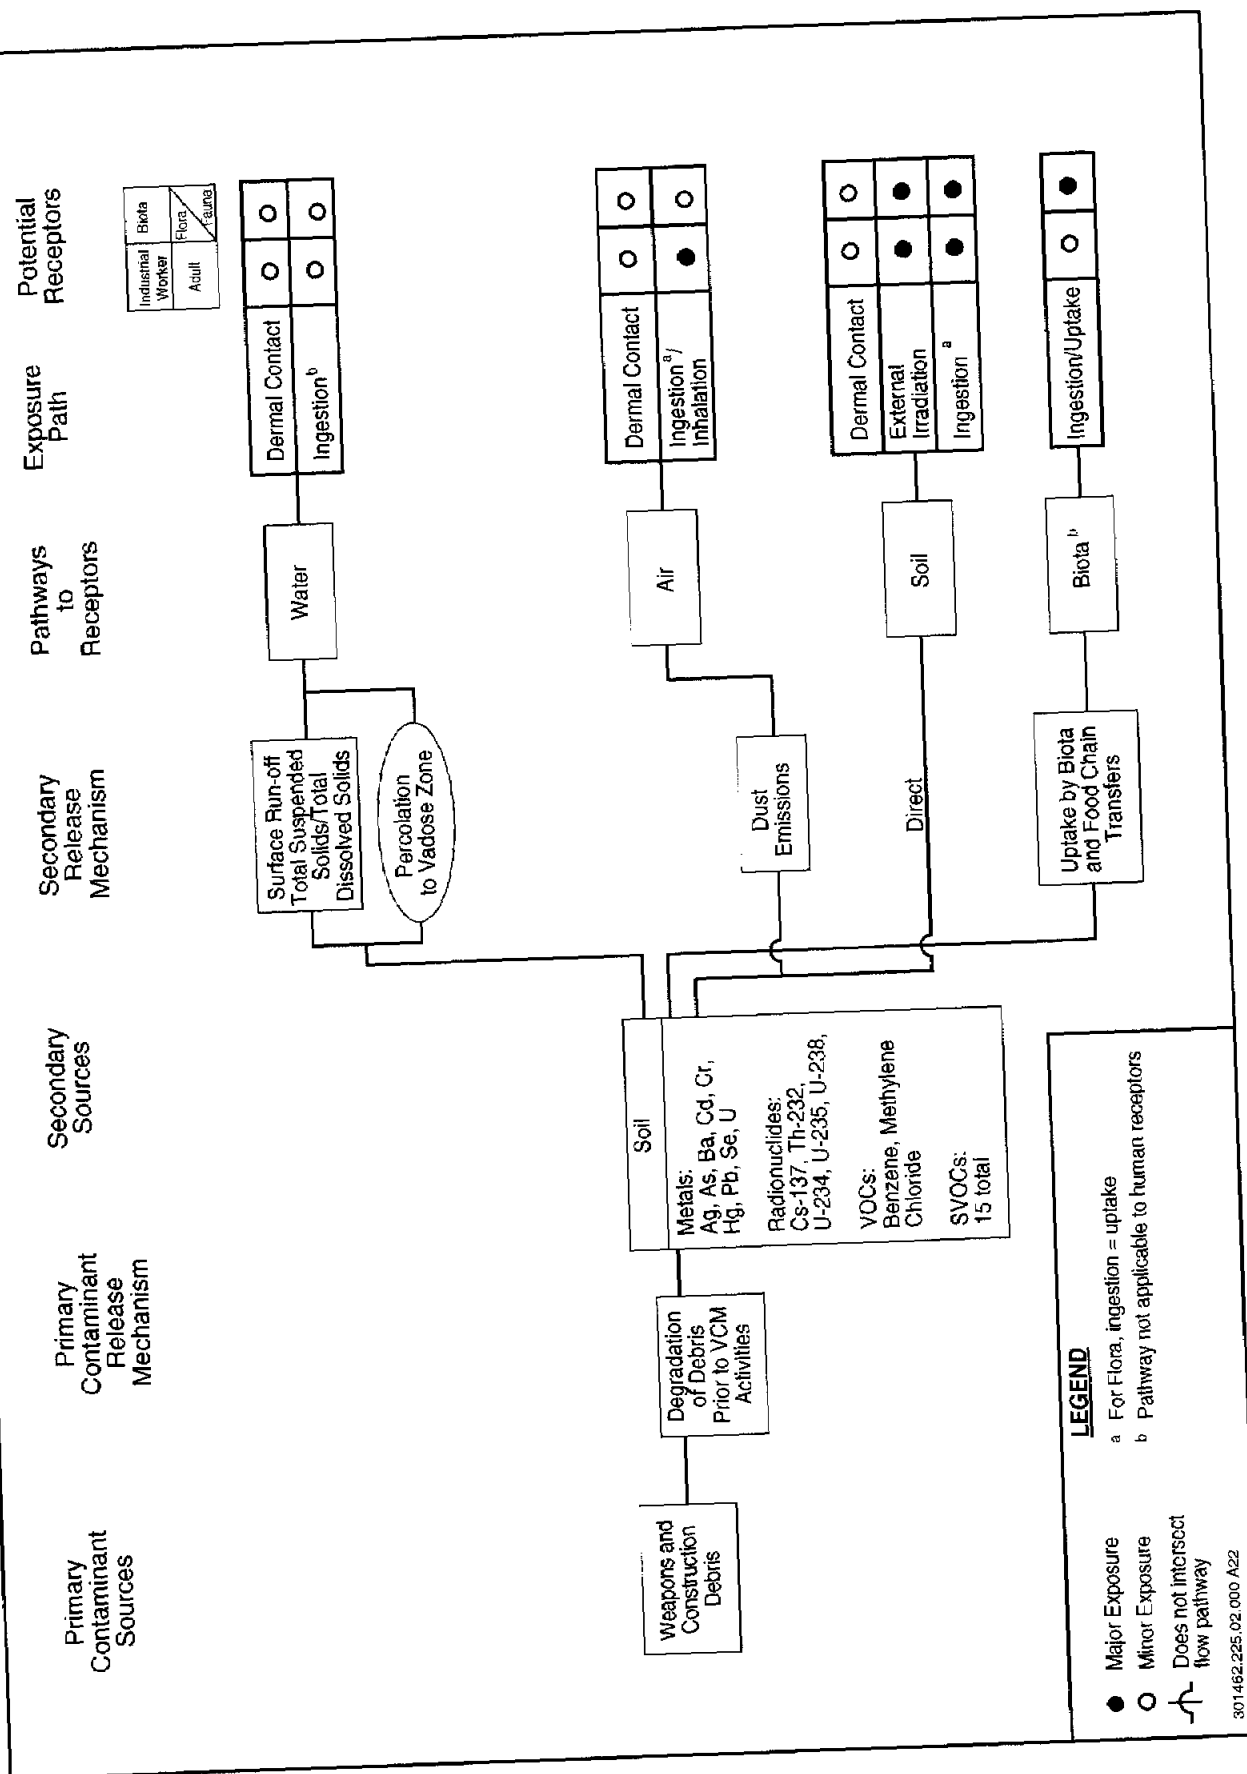 Primary
Contaminant
Sources
Primary
Contaminant
Release
Mechanism
Secondary
Sources
Secondary
Release
Mechanism
Pathways
to
Receptors
Exposure
Path
Potential
Receptors
Industrial
Worker
Biota
Adult
Flora
Fauna
Weapons and
Construction
Debris
Degradation
of Debris
Prior to VCM
Activities
Soil
Metals:
Ag, As, Ba, Cd, Cr,
Hg, Pb, Se, U
Radionuclides:
Cs-137, Th-232,
U-234, U-235, U-238,
VOCs:
Benzene, Methylene
Chloride
SVOCs:
15 total
Surface Run-off
Total Suspended
Solids/Total
Dissolved Solids
Percolation
to Vadose Zone
Water
Dermal Contact
Ingestion b
Dust
Emissions
Air
Dermal Contact
Ingestion a/
Inhalation
Direct
Soil
Dermal Contact
External
Irradiation
Ingestion a
Uptake by Biota
and Food Chain
Transfers
Biota b
Ingestion/Uptake
LEGEND
Major Exposure
Minor Exposure
Does not intersect
flow pathway
a For Flora, ingestion = uptake
b Pathway not applicable to human receptors
301462.225.02.000 A22